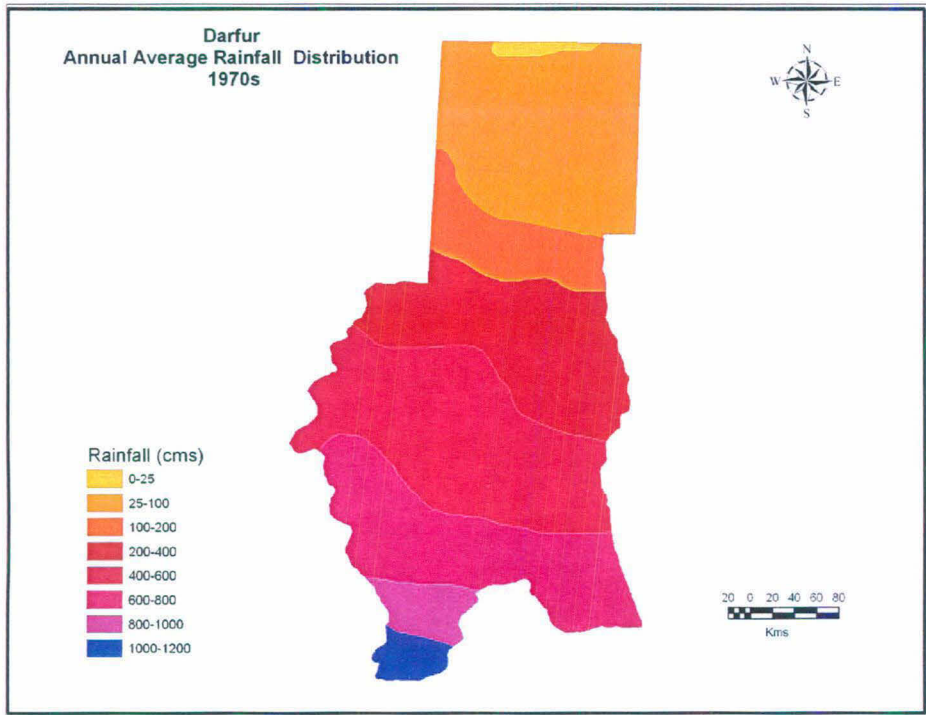 Darfur
Annual Average Rainfall Distribution
1970s
N
W E
S
Rainfall (cms)
0-25
25-100
100-200
200-400
400-600
600-800
800-1000
1000-1200
20 0 20 40 60 80
Kms